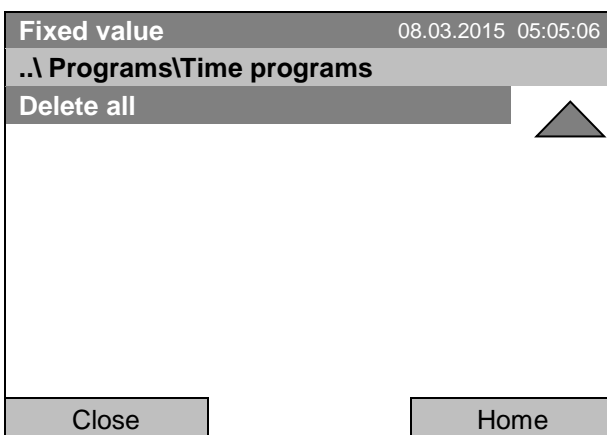 Fixed value 08.03.2015 05:05:06
..\ Programs\Time programs
Delete all
Close Home